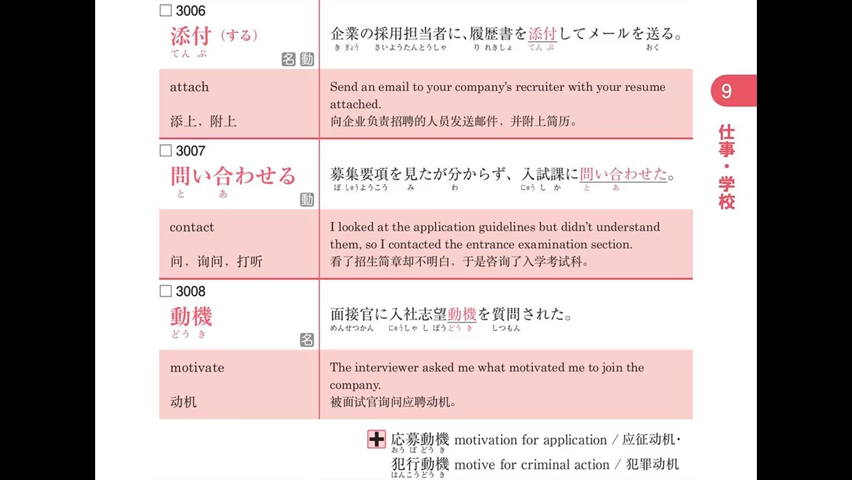 3006
添付（する）
てん ぷ
名 動
企業の採用担当者に、履歴書を添付してメールを送る。
き ぎょう さいようたんとうしゃ り れきしょ てん ぷ おく
attach
添上，附上
Send an email to your company's recruiter with your resume
attached.
向企业负责招聘的人员发送邮件，并附上简历。
3007
問い合わせる
と あ
動
募集要項を見たが分からず、入試課に問い合わせた。
ぼ しゅうようこう み わ にゅう し か と あ
contact
问，询问，打听
I looked at the application guidelines but didn't understand
them, so I contacted the entrance examination section.
看了招生简章却不明白，于是咨询了入学考试科。
3008
動機
どう き
名
面接官に入社志望動機を質問された。
めんせつかん にゅうしゃ し ぼう どう き しつもん
motivate
动机
The interviewer asked me what motivated me to join the
company.
被面试官询问应聘动机。
応募動機 motivation for application / 应征动机・
おう ぼ どう き
犯行動機 motive for criminal action / 犯罪动机
はんこうどう き
9
仕事・学校